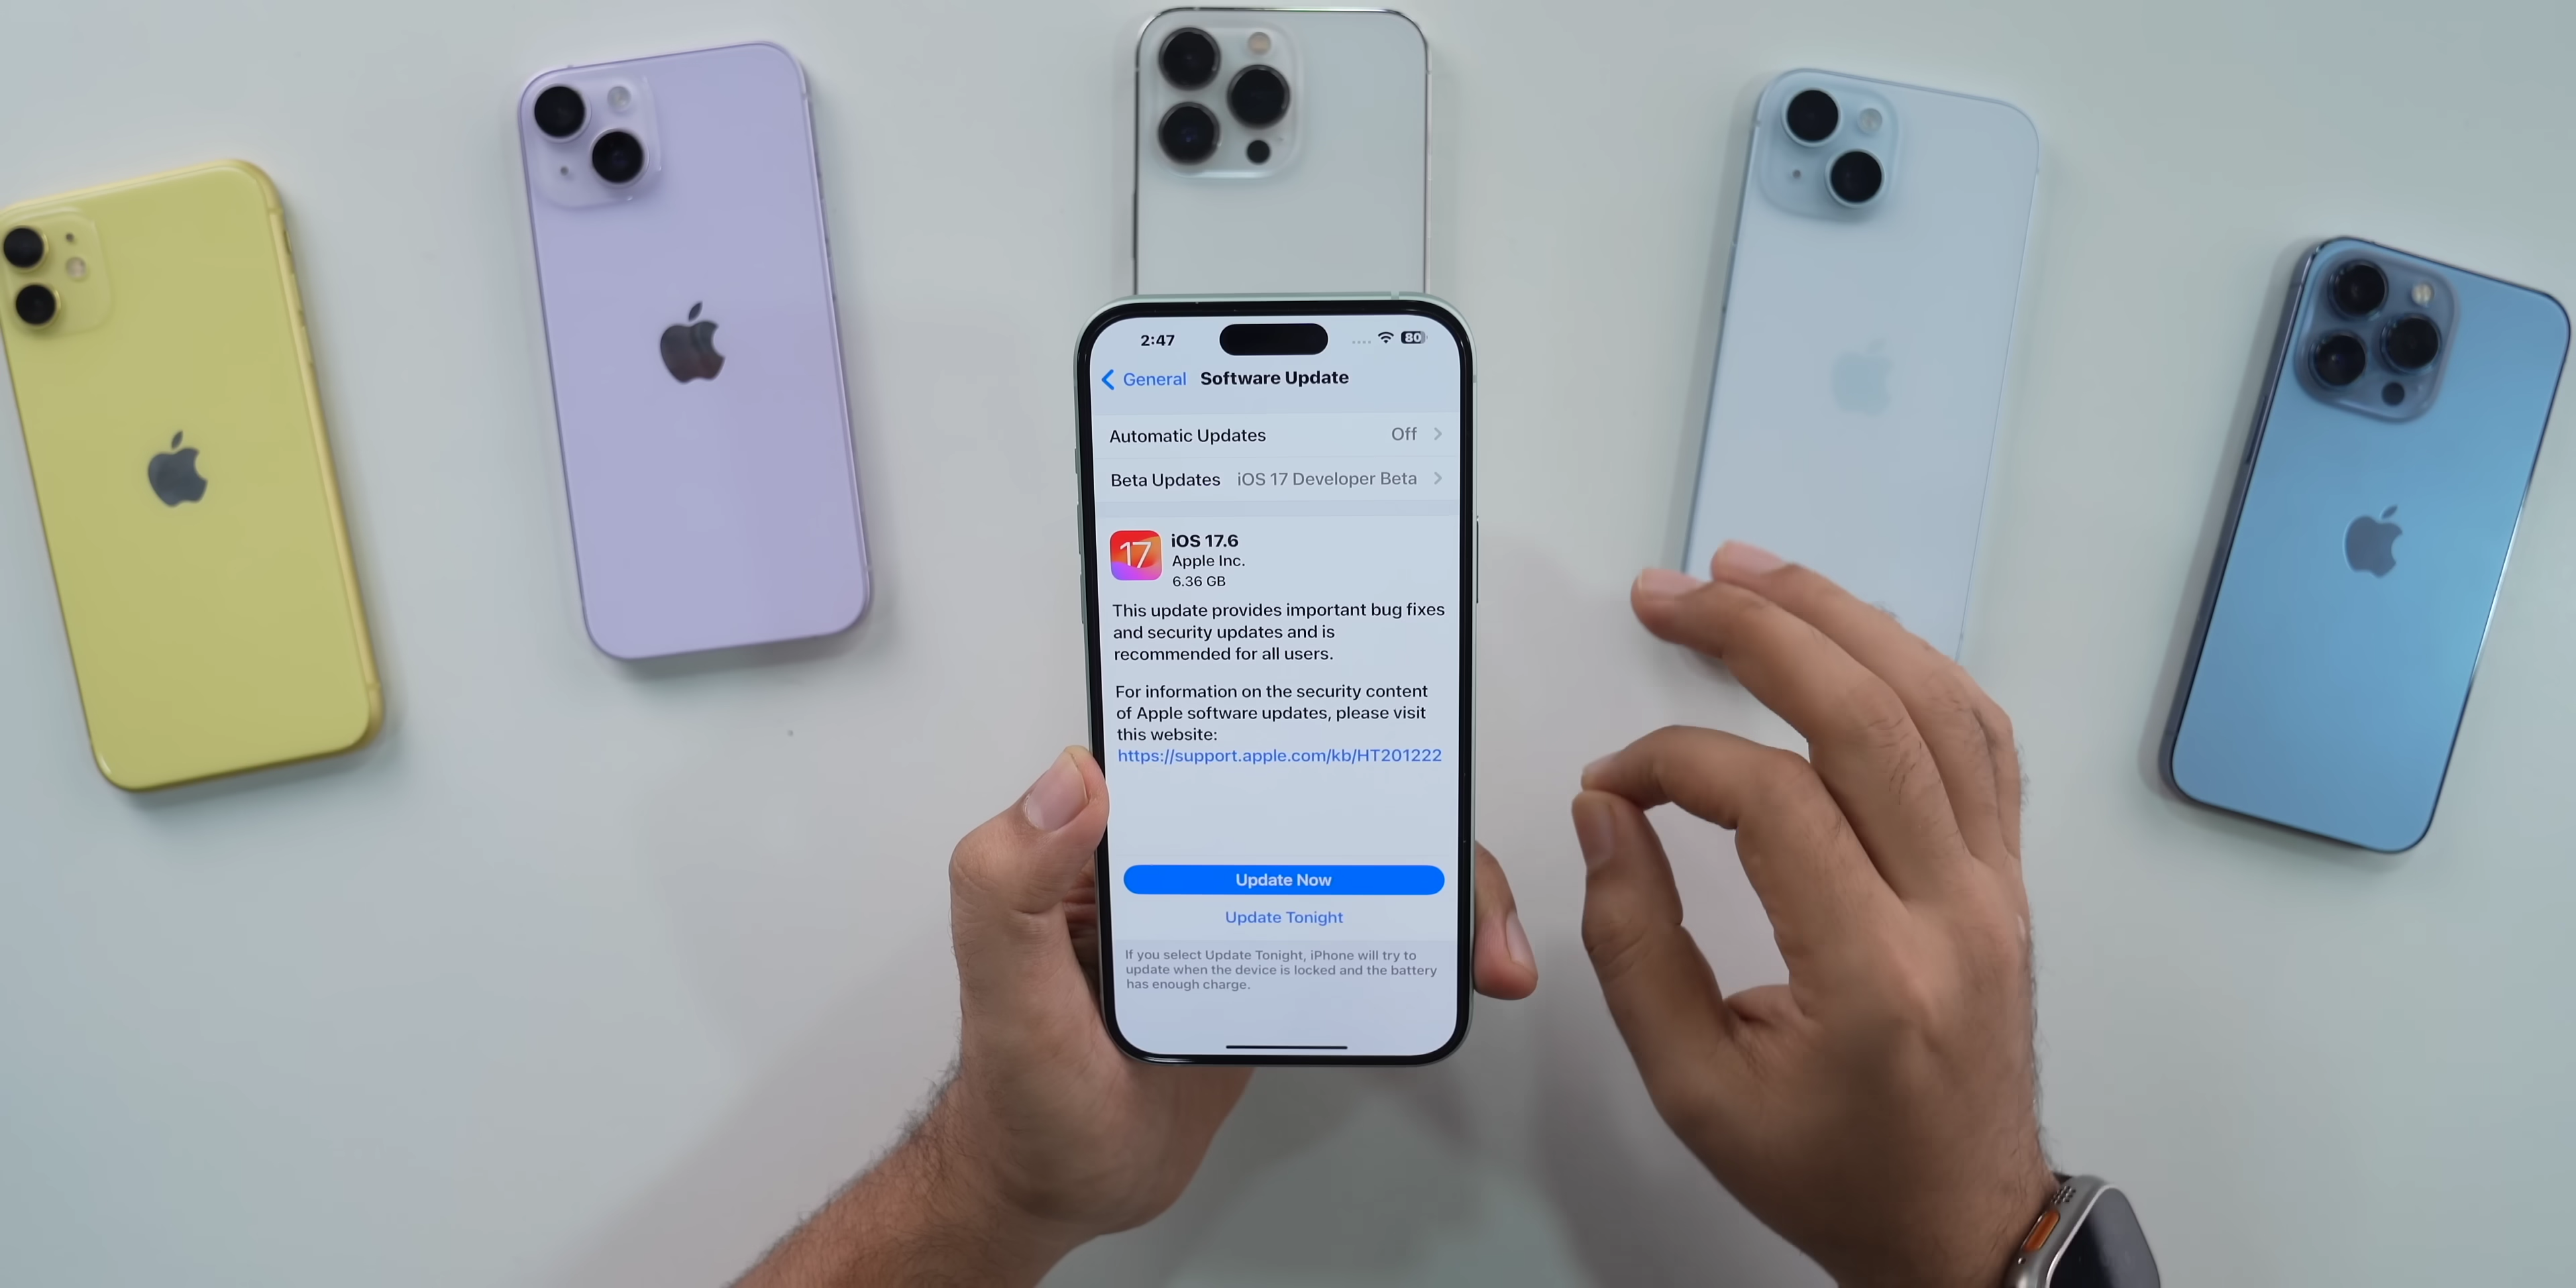 2:47
80
General Software Update
Automatic Updates Off
Beta Updates iOS 17 Developer Beta
17
iOS 17.6
Apple Inc.
6.36 GB
This update provides important bug fixes
and security updates and is
recommended for all users.
For information on the security content
of Apple software updates, please visit
this website:
https://support.apple.com/kb/HT201222
Update Now
Update Tonight
If you select Update Tonight, iPhone will try to
update when the device is locked and the battery
has enough charge.